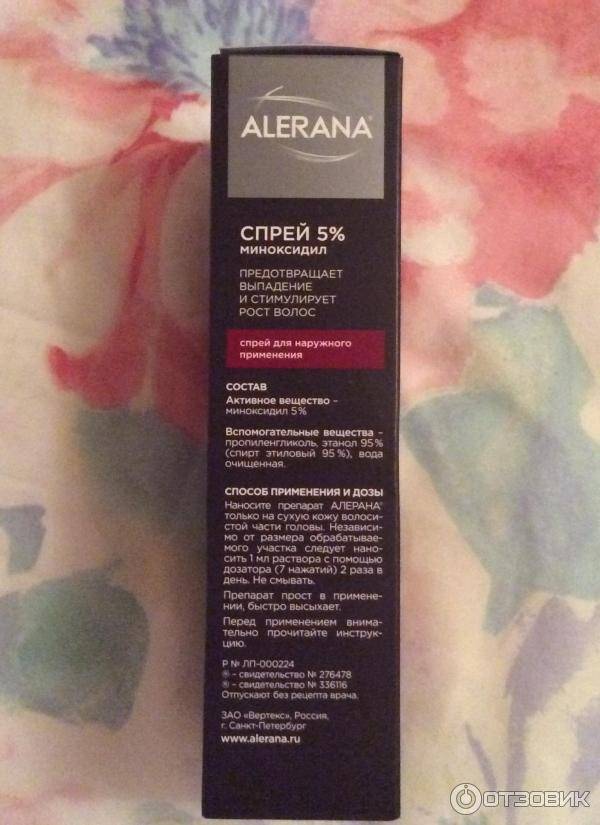 ALERANA®
СПРЕЙ 5%
МИНОКСИДИЛ
ПРЕДОТВРАЩАЕТ
ВЫПАДЕНИЕ
И СТИМУЛИРУЕТ
РОСТ ВОЛОС
спрей для наружного
применения
СОСТАВ
Активное вещество –
миноксидил 5%
Вспомогательные вещества –
пропиленгликоль, этанол 95%
(спирт этиловый 95%), вода
очищенная.
СПОСОБ ПРИМЕНЕНИЯ И ДОЗЫ
Наносите препарат АЛЕРАНА®
только на сухую кожу волоси-
стой части головы. Независи-
мо от размера обрабатывае-
мого участка следует нано-
сить 1 мл раствора с помощью
дозатора (7 нажатий) 2 раза в
день. Не смывать.
Препарат прост в примене-
нии, быстро высыхает.
Перед применением внима-
тельно прочитайте инструк-
цию.
Р № ЛП-000224
® – свидетельство № 276478
® – свидетельство № 336116
Отпускают без рецепта врача.
ЗАО «Вертекс», Россия,
г. Санкт-Петербург
www.alerana.ru
ОТЗОВИК